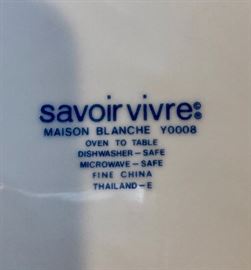 savoir vivre©®
MAISON BLANCHE Y0008
OVEN TO TABLE
DISHWASHER-SAFE
MICROWAVE-SAFE
FINE CHINA
THAILAND-E